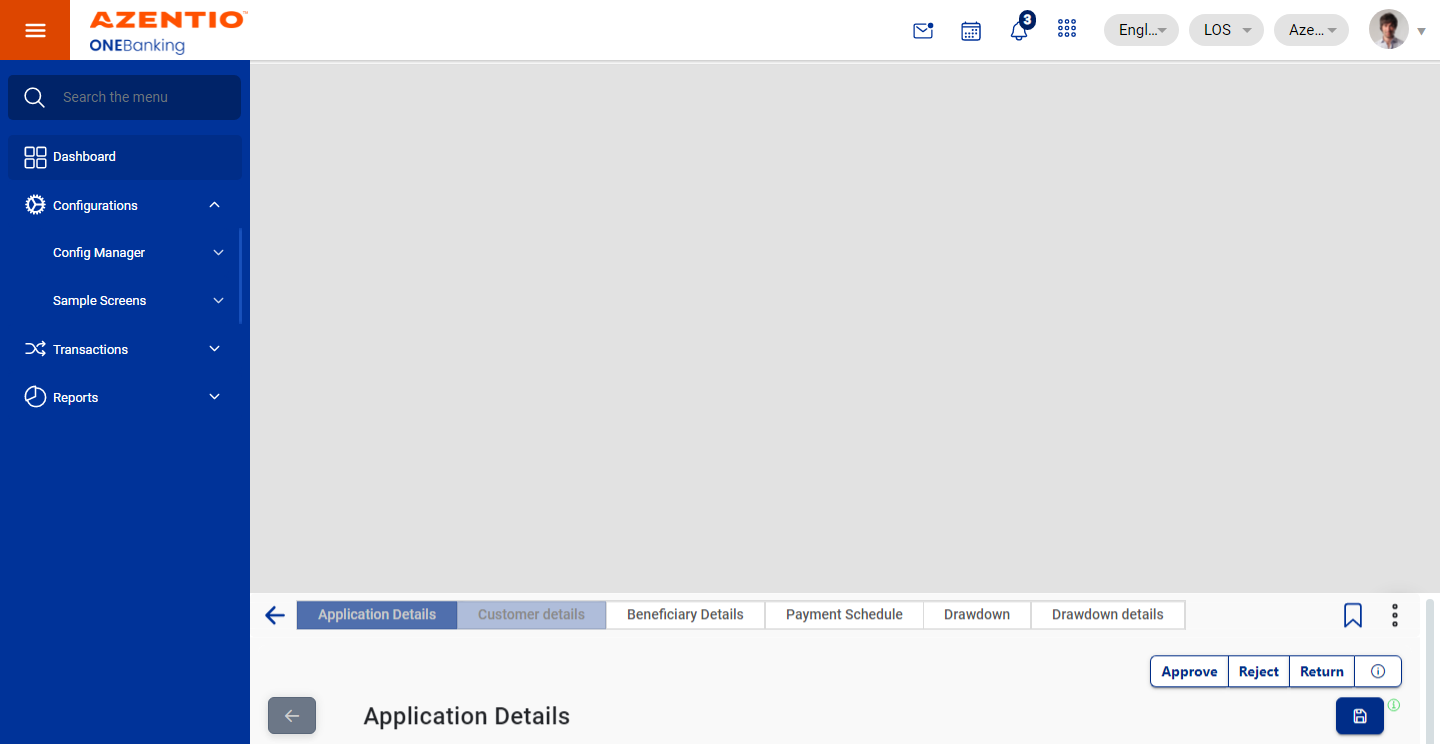 AZENTIO™
ONEBanking
3
Engl...
LOS
Aze...
Search the menu
Dashboard
Configurations
Config Manager
Sample Screens
Transactions
Reports
Application Details
Customer details
Beneficiary Details
Payment Schedule
Drawdown
Drawdown details
Approve
Reject
Return
Application Details